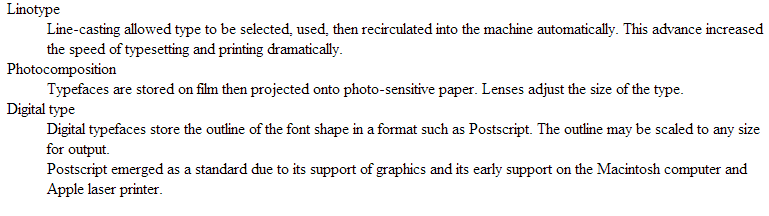 Linotype
Line-casting allowed type to be selected, used, then recirculated into the machine automatically. This advance increased
the speed of typesetting and printing dramatically.
Photocomposition
Typefaces are stored on film then projected onto photo-sensitive paper. Lenses adjust the size of the type.
Digital type
Digital typefaces store the outline of the font shape in a format such as Postscript. The outline may be scaled to any size
for output.
Postscript emerged as a standard due to its support of graphics and its early support on the Macintosh computer and
Apple laser printer.